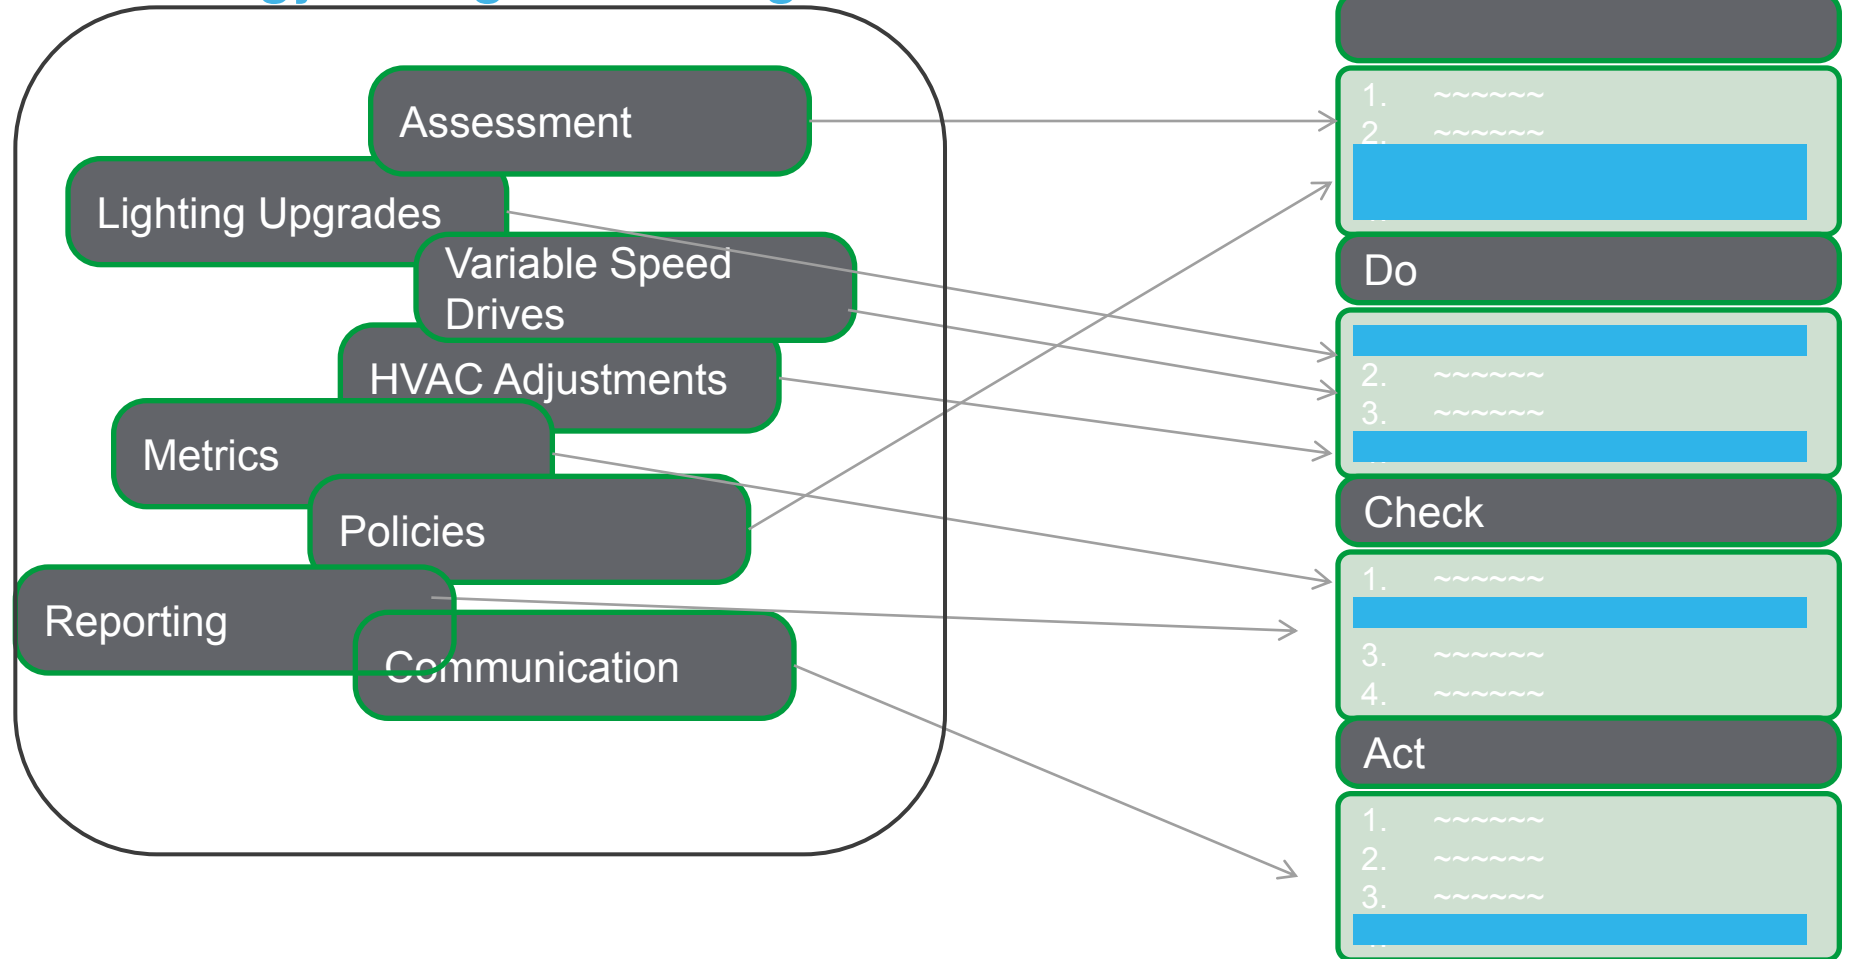 Assessment
Lighting Upgrades
Variable Speed
Drives
HVAC Adjustments
Metrics
Policies
Reporting
Communication
1. ~~~~~~
2. ~~~~~~
Do
2. ~~~~~~
3. ~~~~~~
Check
1. ~~~~~~
3. ~~~~~~
4. ~~~~~~
Act
1. ~~~~~~
2. ~~~~~~
3. ~~~~~~